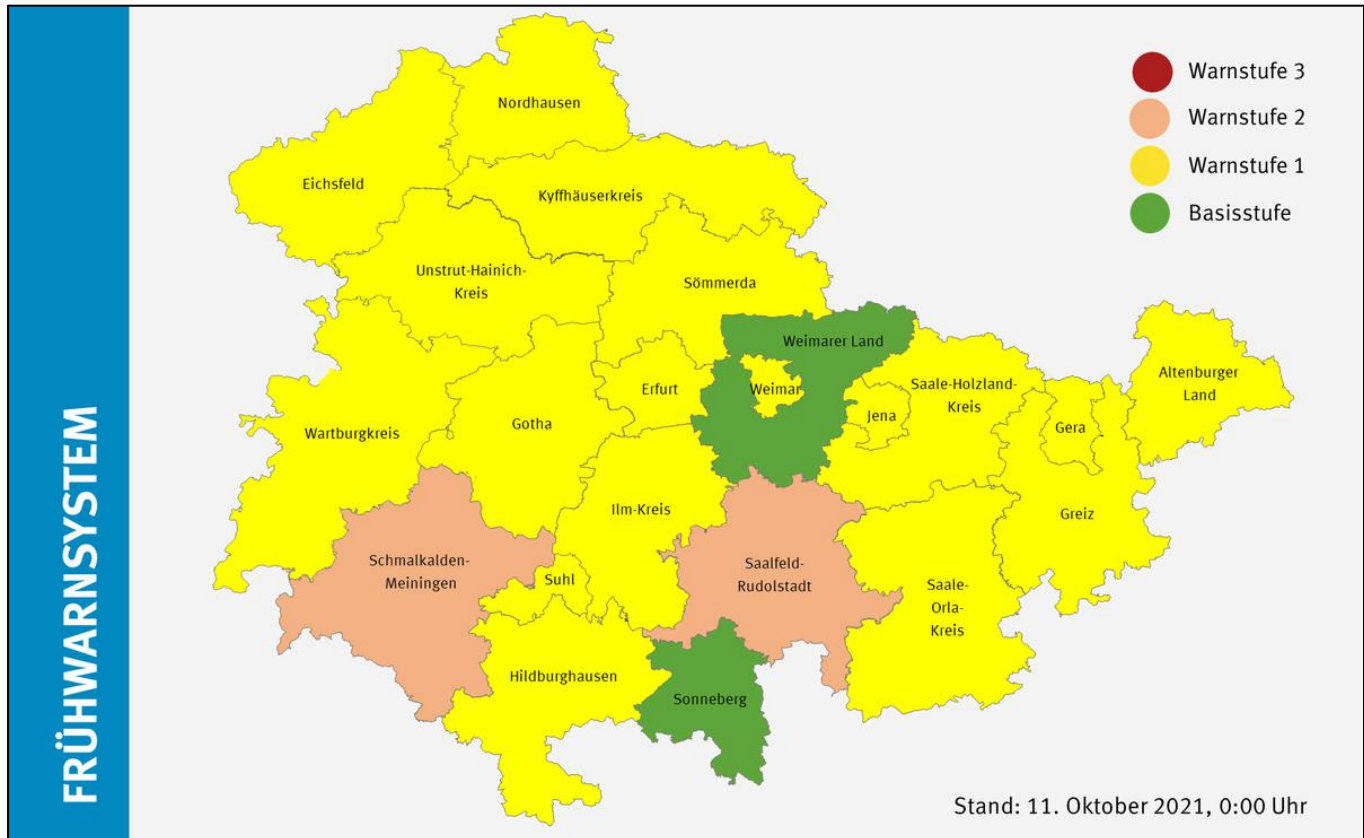 FRÜHWARNSYSTEM
Warnstufe 3
Warnstufe 2
Warnstufe 1
Basisstufe
Nordhausen
Eichsfeld
Kyffhäuserkreis
Unstrut-Hainich-
Kreis
Sömmerda
Weimarer Land
Altenburger
Land
Erfurt
Weimar
Jena
Saale-Holzland-
Kreis
Gera
Wartburgkreis
Gotha
Ilm-Kreis
Greiz
Schmalkalden-
Meiningen
Suhl
Saalfeld-
Rudolstadt
Saale-
Orla-
Kreis
Hildburghausen
Sonneberg
Stand: 11. Oktober 2021, 0:00 Uhr